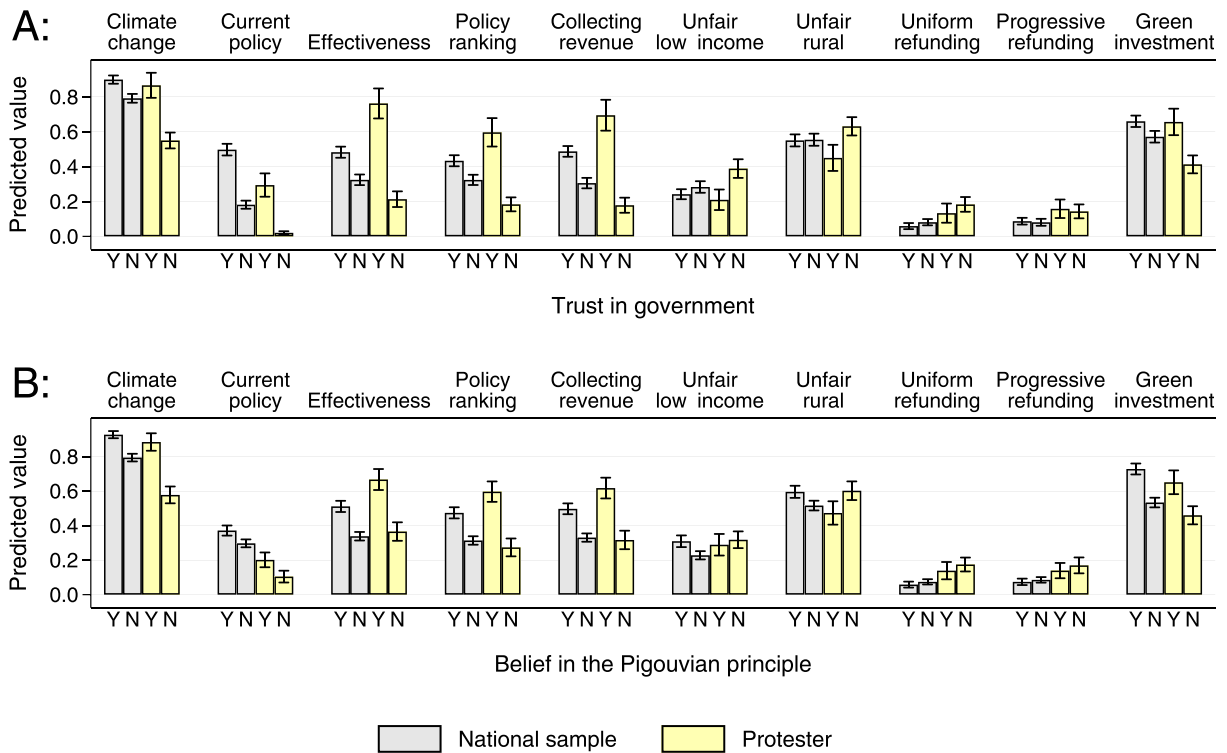 A:
Climate change
Current policy
Effectiveness
Policy ranking
Collecting revenue
Unfair low income
Unfair rural
Uniform refunding
Progressive refunding
Green investment
Predicted value
0.8
0.6
0.4
0.2
0.0
Y N Y N Y N Y N Y N Y N Y N Y N Y N Y N Y N Y N Y N Y N Y N Y N Y N Y N Y N Y N
Trust in government
B:
Climate change
Current policy
Effectiveness
Policy ranking
Collecting revenue
Unfair low income
Unfair rural
Uniform refunding
Progressive refunding
Green investment
Predicted value
0.8
0.6
0.4
0.2
0.0
Y N Y N Y N Y N Y N Y N Y N Y N Y N Y N Y N Y N Y N Y N Y N Y N Y N Y N Y N Y N
Belief in the Pigouvian principle
National sample
Protester